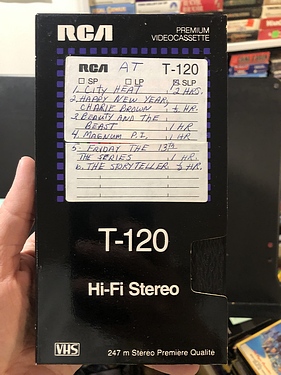 RCA
PREMIUM
VIDEOCASSETTE
RCA AT T-120
SP LP SLP
1. CITY HEAT 2 HRS.
2. HAPPY NEW YEAR,
CHARLIE BROWN ½ HR.
BEAUTY AND THE
BEAST 1 HR.
4. MAGNUM P.I. 1 HR.
5. FRIDAY THE 13TH
THE SERIES 1 HR.
6. THE STORYTELLER ½ HR.
T-120
Hi-Fi Stereo
VHS
247 m Stereo Premiere Qualité